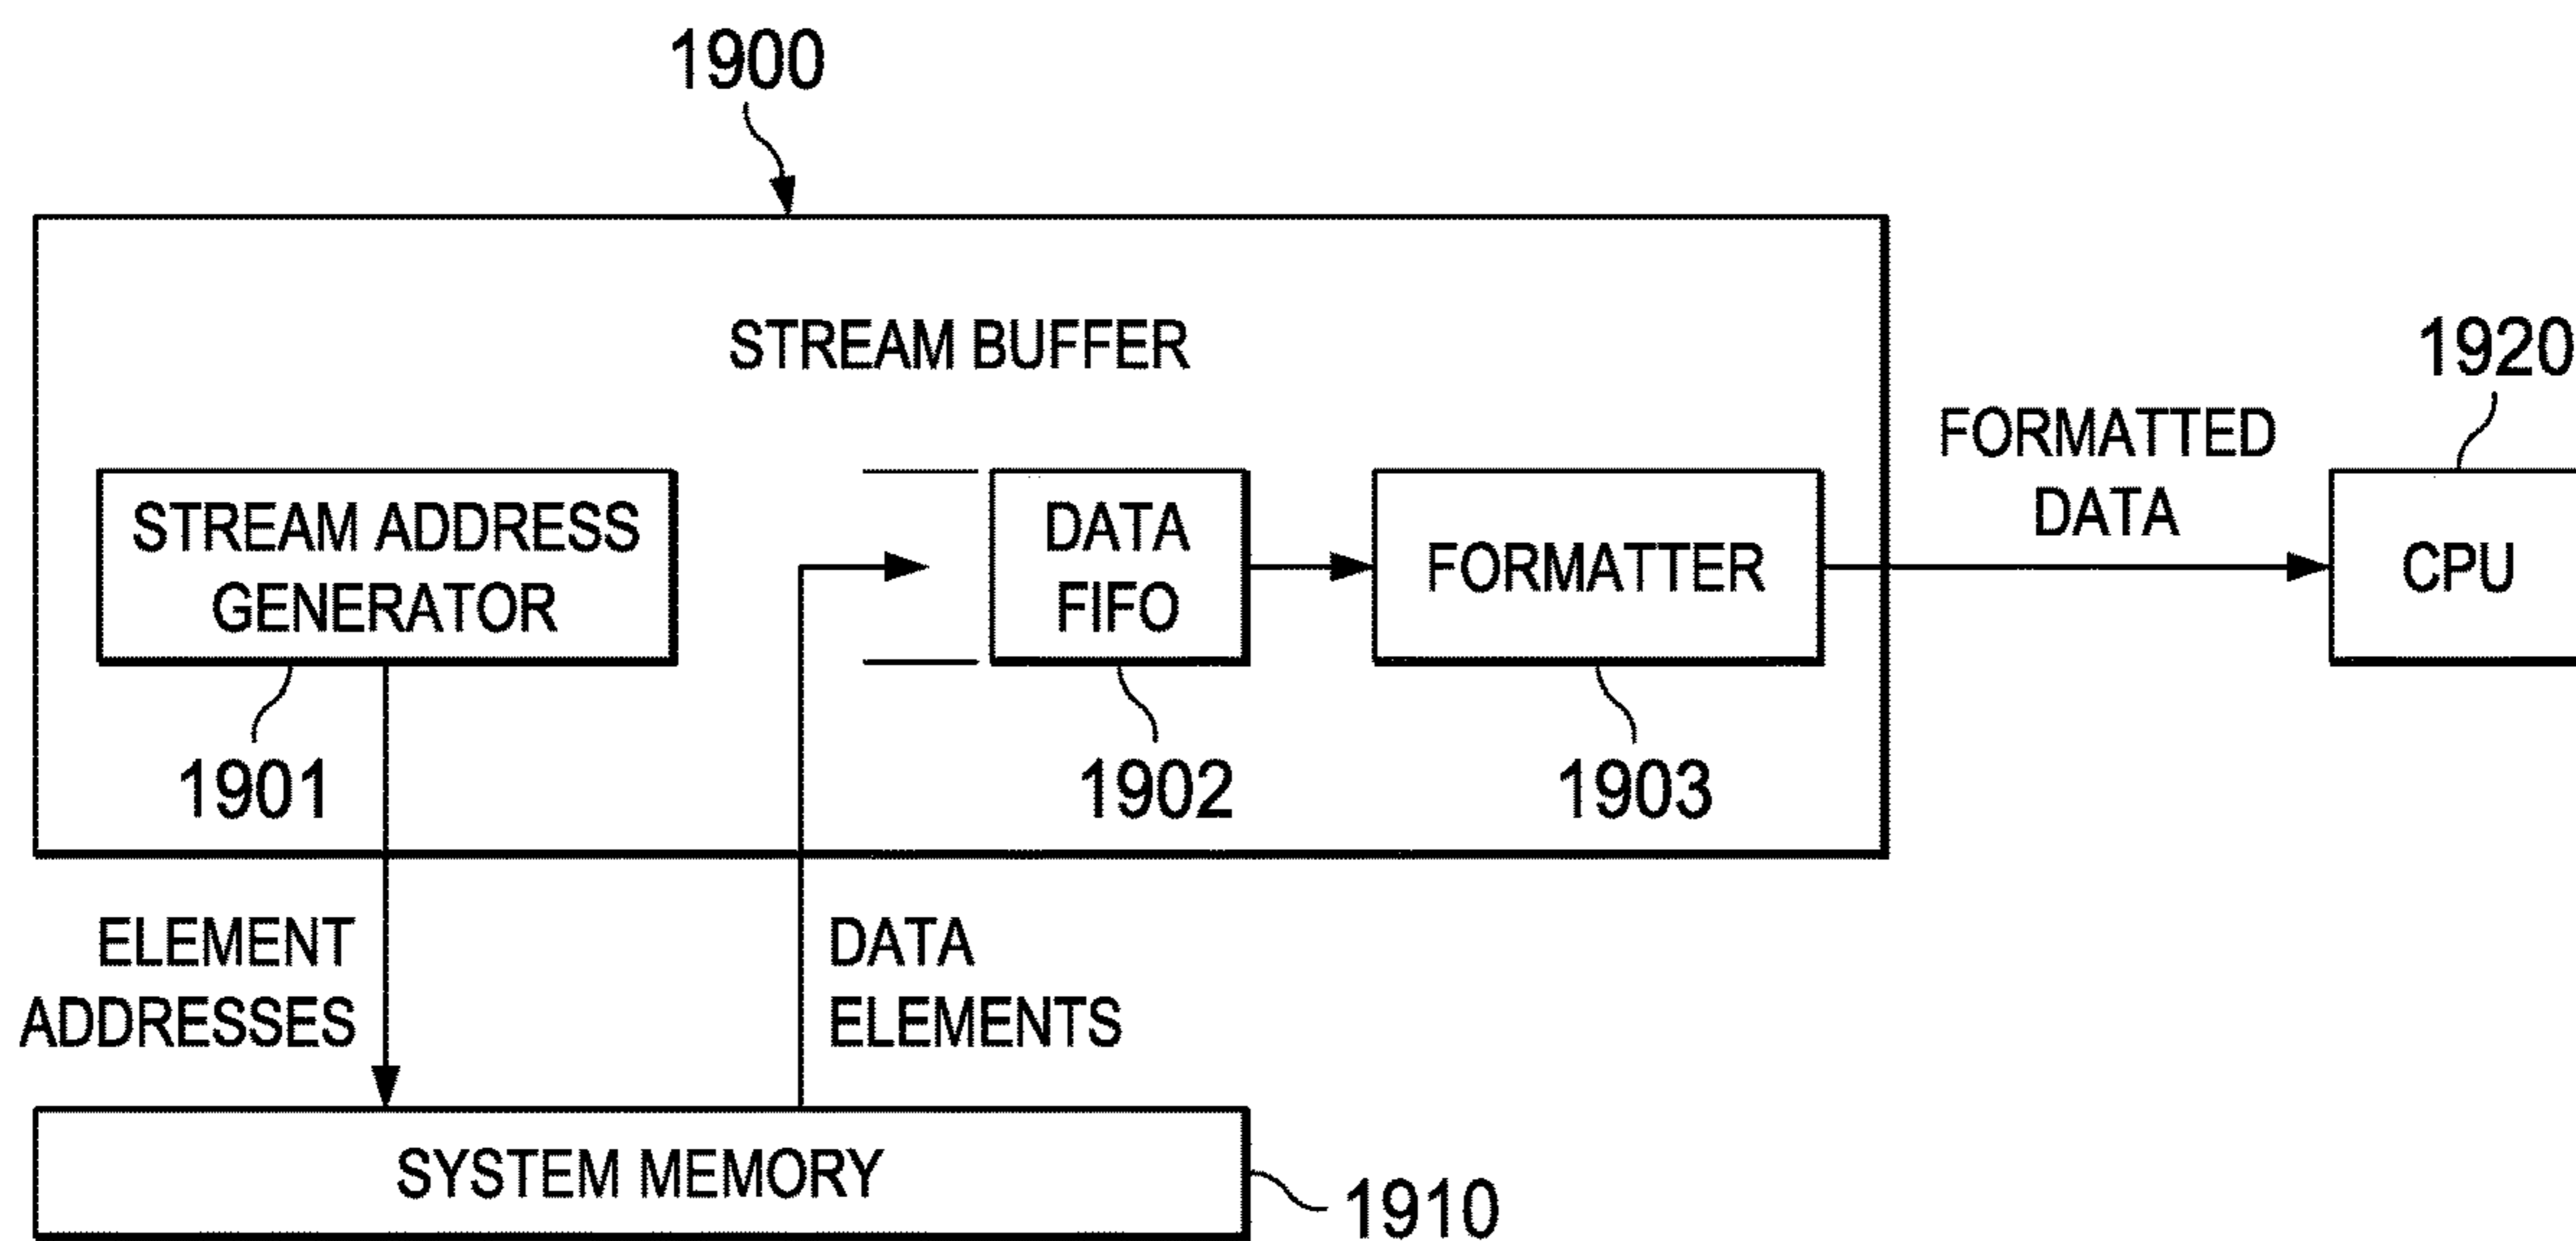 1900
STREAM BUFFER
1920
FORMATTED
DATA
STREAM ADDRESS
GENERATOR
DATA
FIFO
FORMATTER
CPU
1901
1902
1903
ELEMENT
ADDRESSES
DATA
ELEMENTS
SYSTEM MEMORY
1910